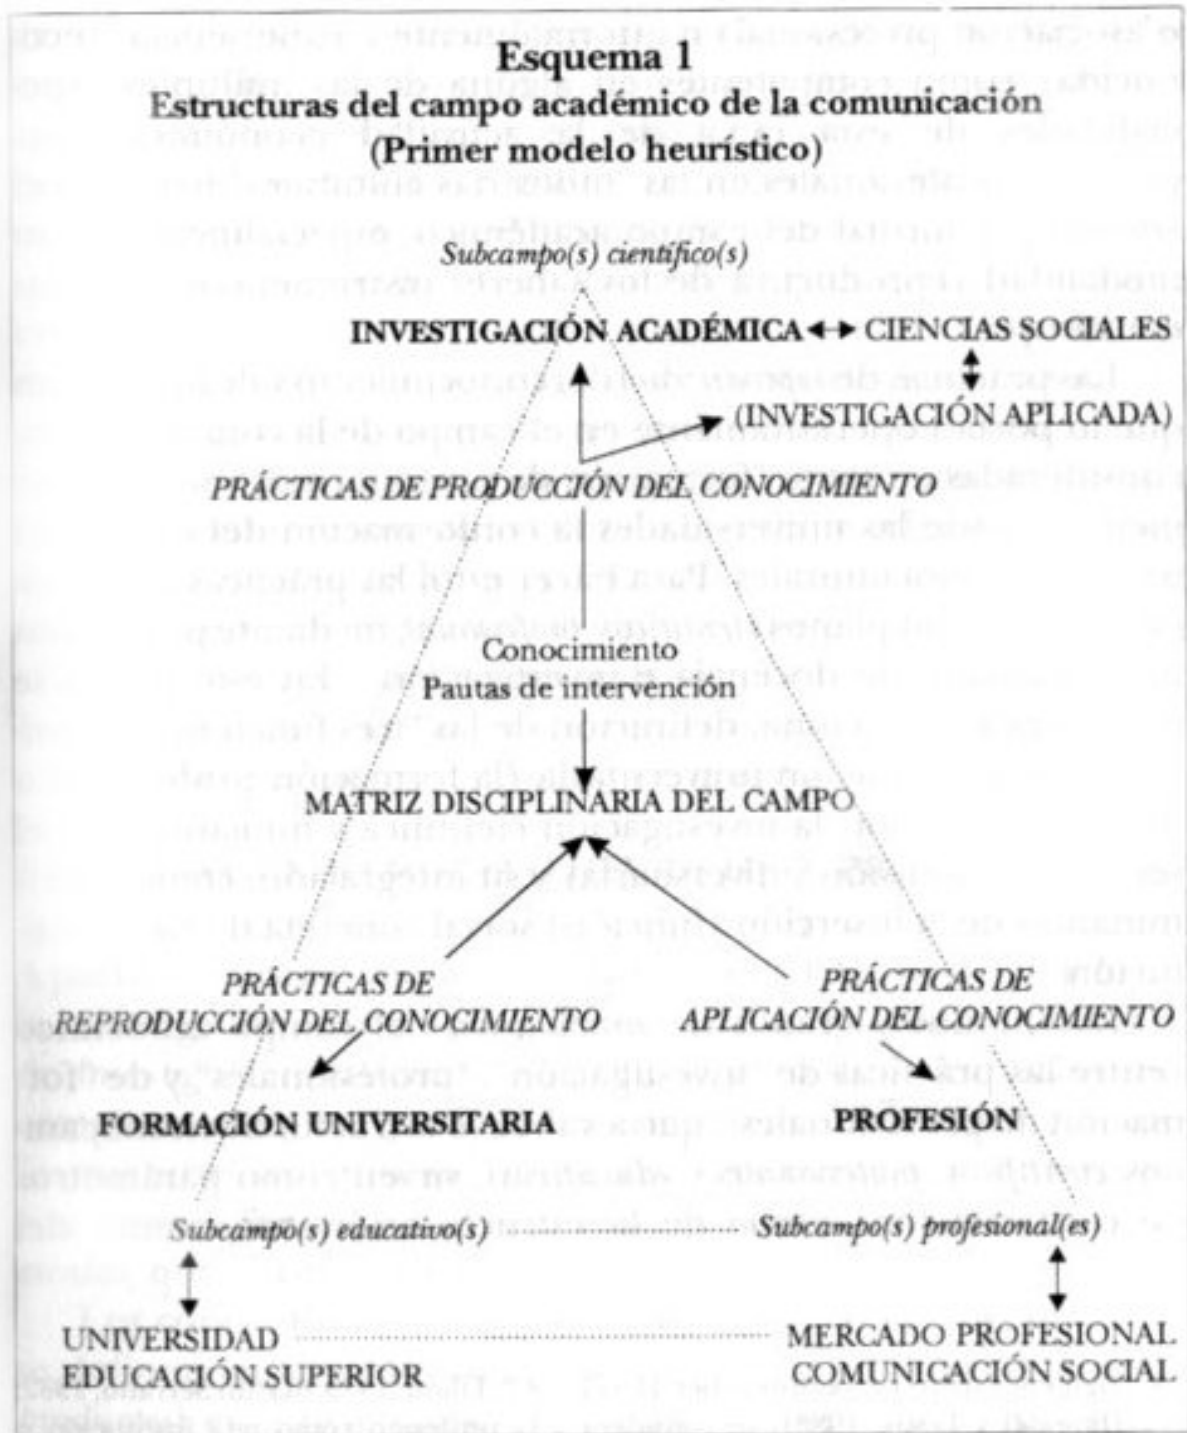 Esquema 1
Estructuras del campo académico de la comunicación
(Primer modelo heurístico)
Subcampo(s) científico(s)
INVESTIGACIÓN ACADÉMICA CIENCIAS SOCIALES
(INVESTIGACIÓN APLICADA)
PRÁCTICAS DE PRODUCCIÓN DEL CONOCIMIENTO
Conocimiento
Pautas de intervención
MATRIZ DISCIPLINARIA DEL CAMPO
PRÁCTICAS DE
REPRODUCCIÓN DEL CONOCIMIENTO
PRÁCTICAS DE
APLICACIÓN DEL CONOCIMIENTO
FORMACIÓN UNIVERSITARIA
PROFESIÓN
Subcampo(s) educativo(s)
Subcampo(s) profesional(es)
UNIVERSIDAD
EDUCACIÓN SUPERIOR
MERCADO PROFESIONAL
COMUNICACIÓN SOCIAL